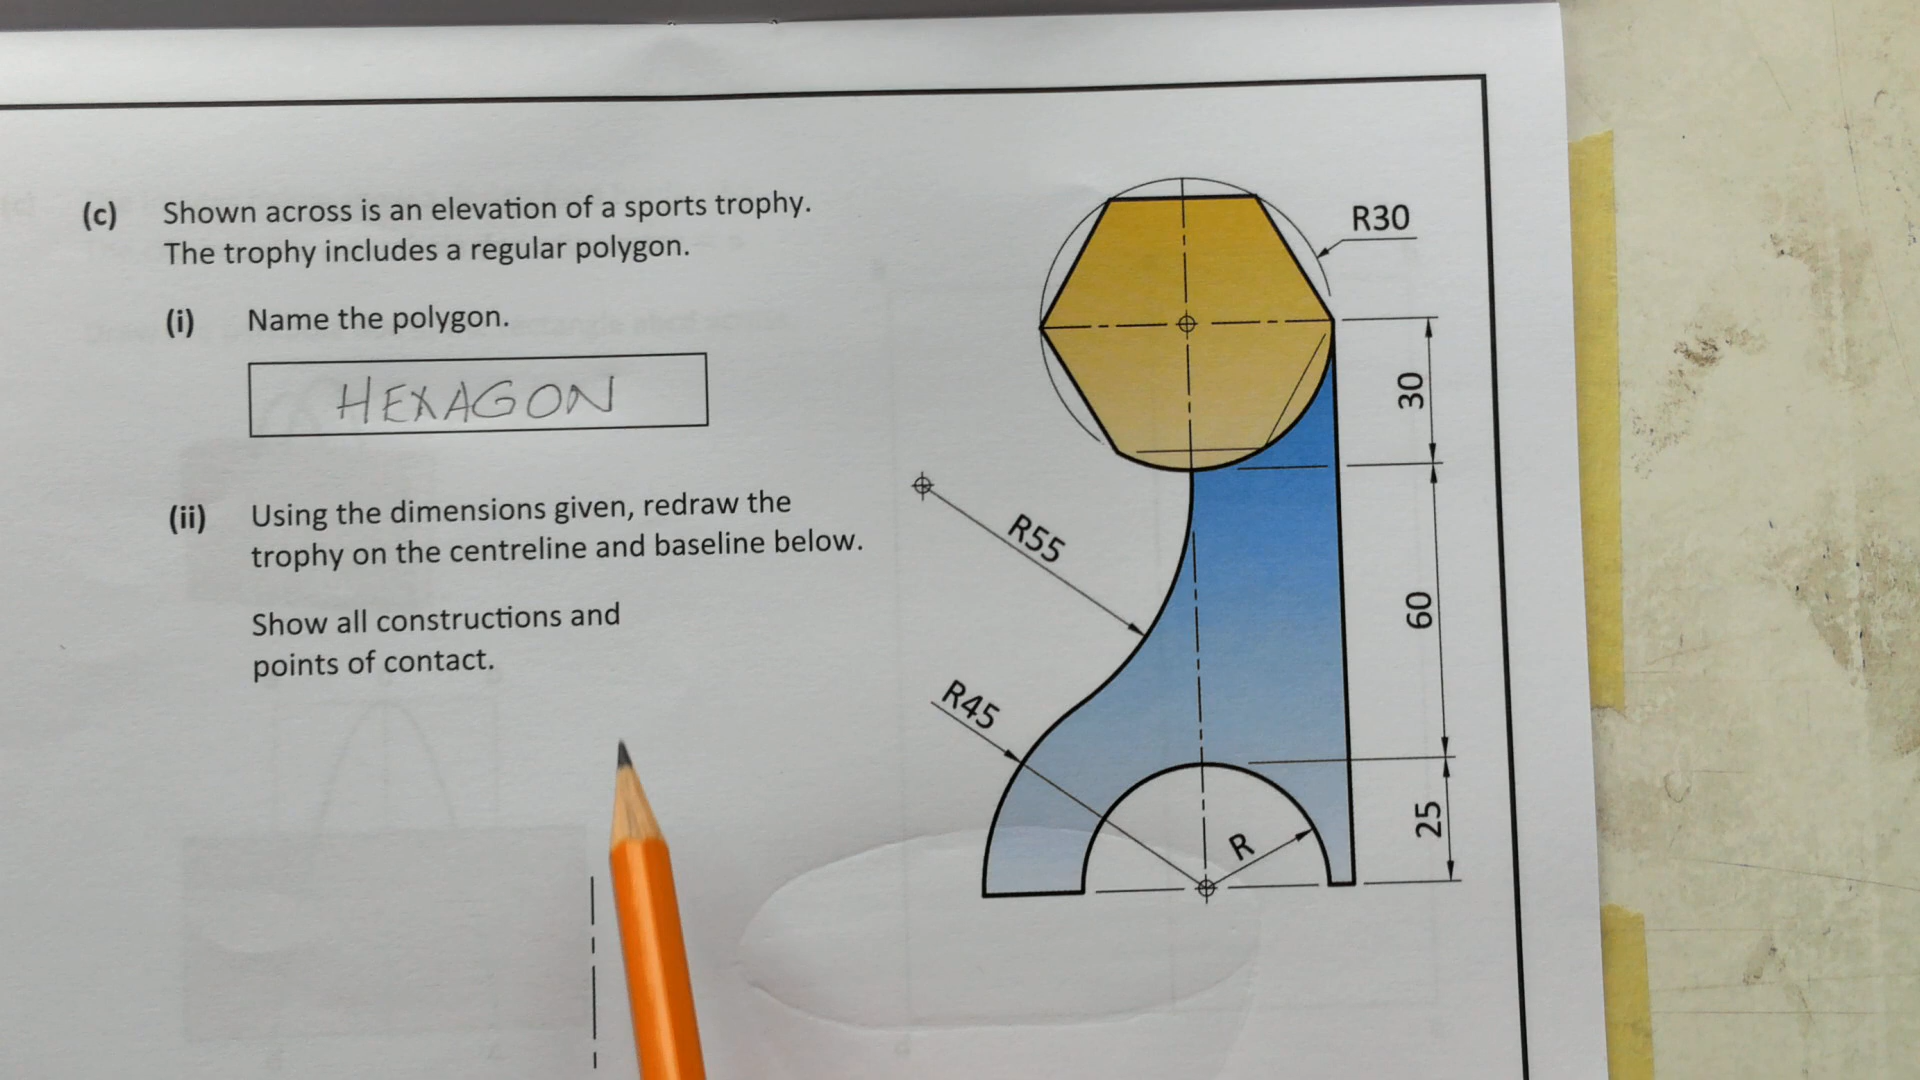 (c) Shown across is an elevation of a sports trophy.
The trophy includes a regular polygon.
(i) Name the polygon.
HEXAGON
(ii) Using the dimensions given, redraw the
trophy on the centreline and baseline below.
Show all constructions and
points of contact.
R30
30
R55
60
R45
25
R